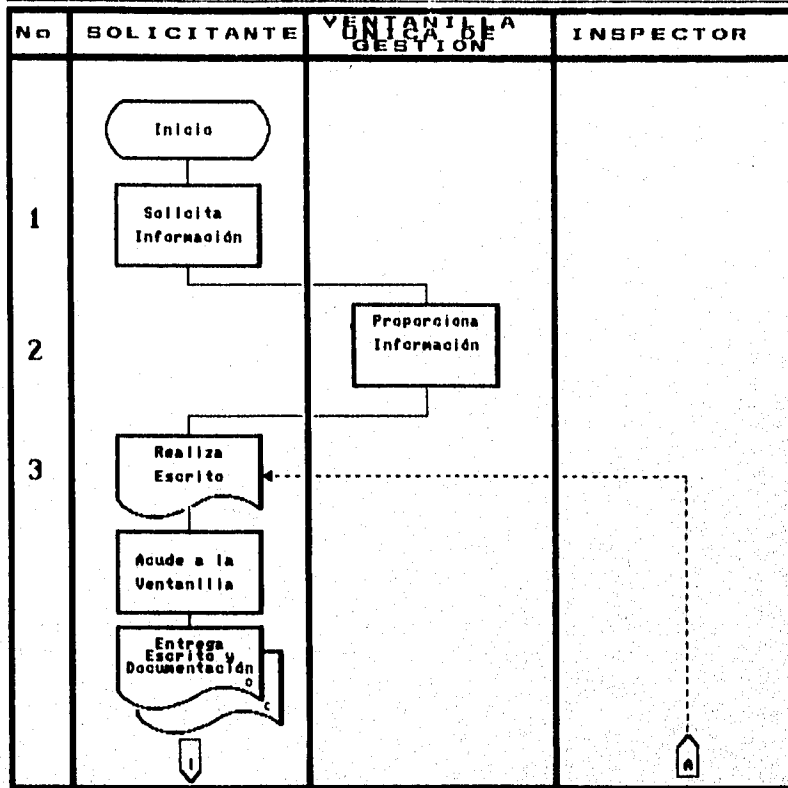 No
SOLICITANTE
VENTANILLA
UNICA DE
GESTION
INSPECTOR
Inicio
1
Solicita
Información
2
Proporciona
Información
3
Realiza
Escrito
Acude a la
Ventanilla
Entrega
Escrito y
Documentación
O
C
1
A